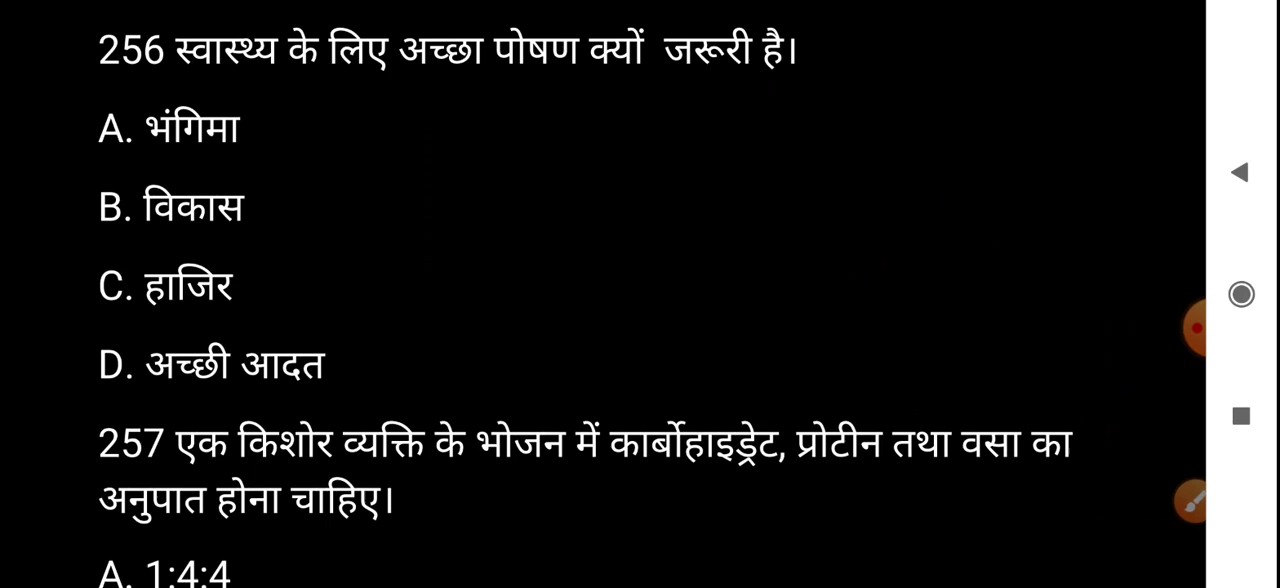 256 स्वास्थ्य के लिए अच्छा पोषण क्यों जरूरी है।
A. भंगिमा
B. विकास
C. हाजिर
D. अच्छी आदत
257 एक किशोर व्यक्ति के भोजन में कार्बोहाइड्रेट, प्रोटीन तथा वसा का
अनुपात होना चाहिए।
A. 1:4:4